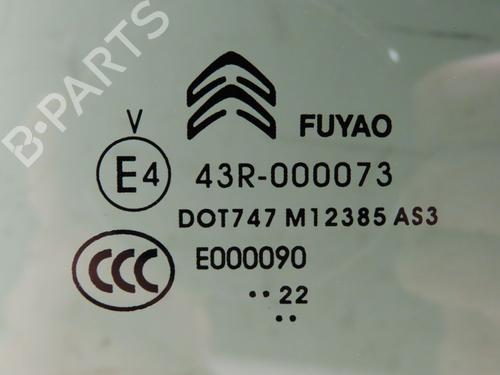 B-PARTS
FUYAO
V
E4 43R-000073
DOT747 M12385 AS3
CCC E000090
..22
..